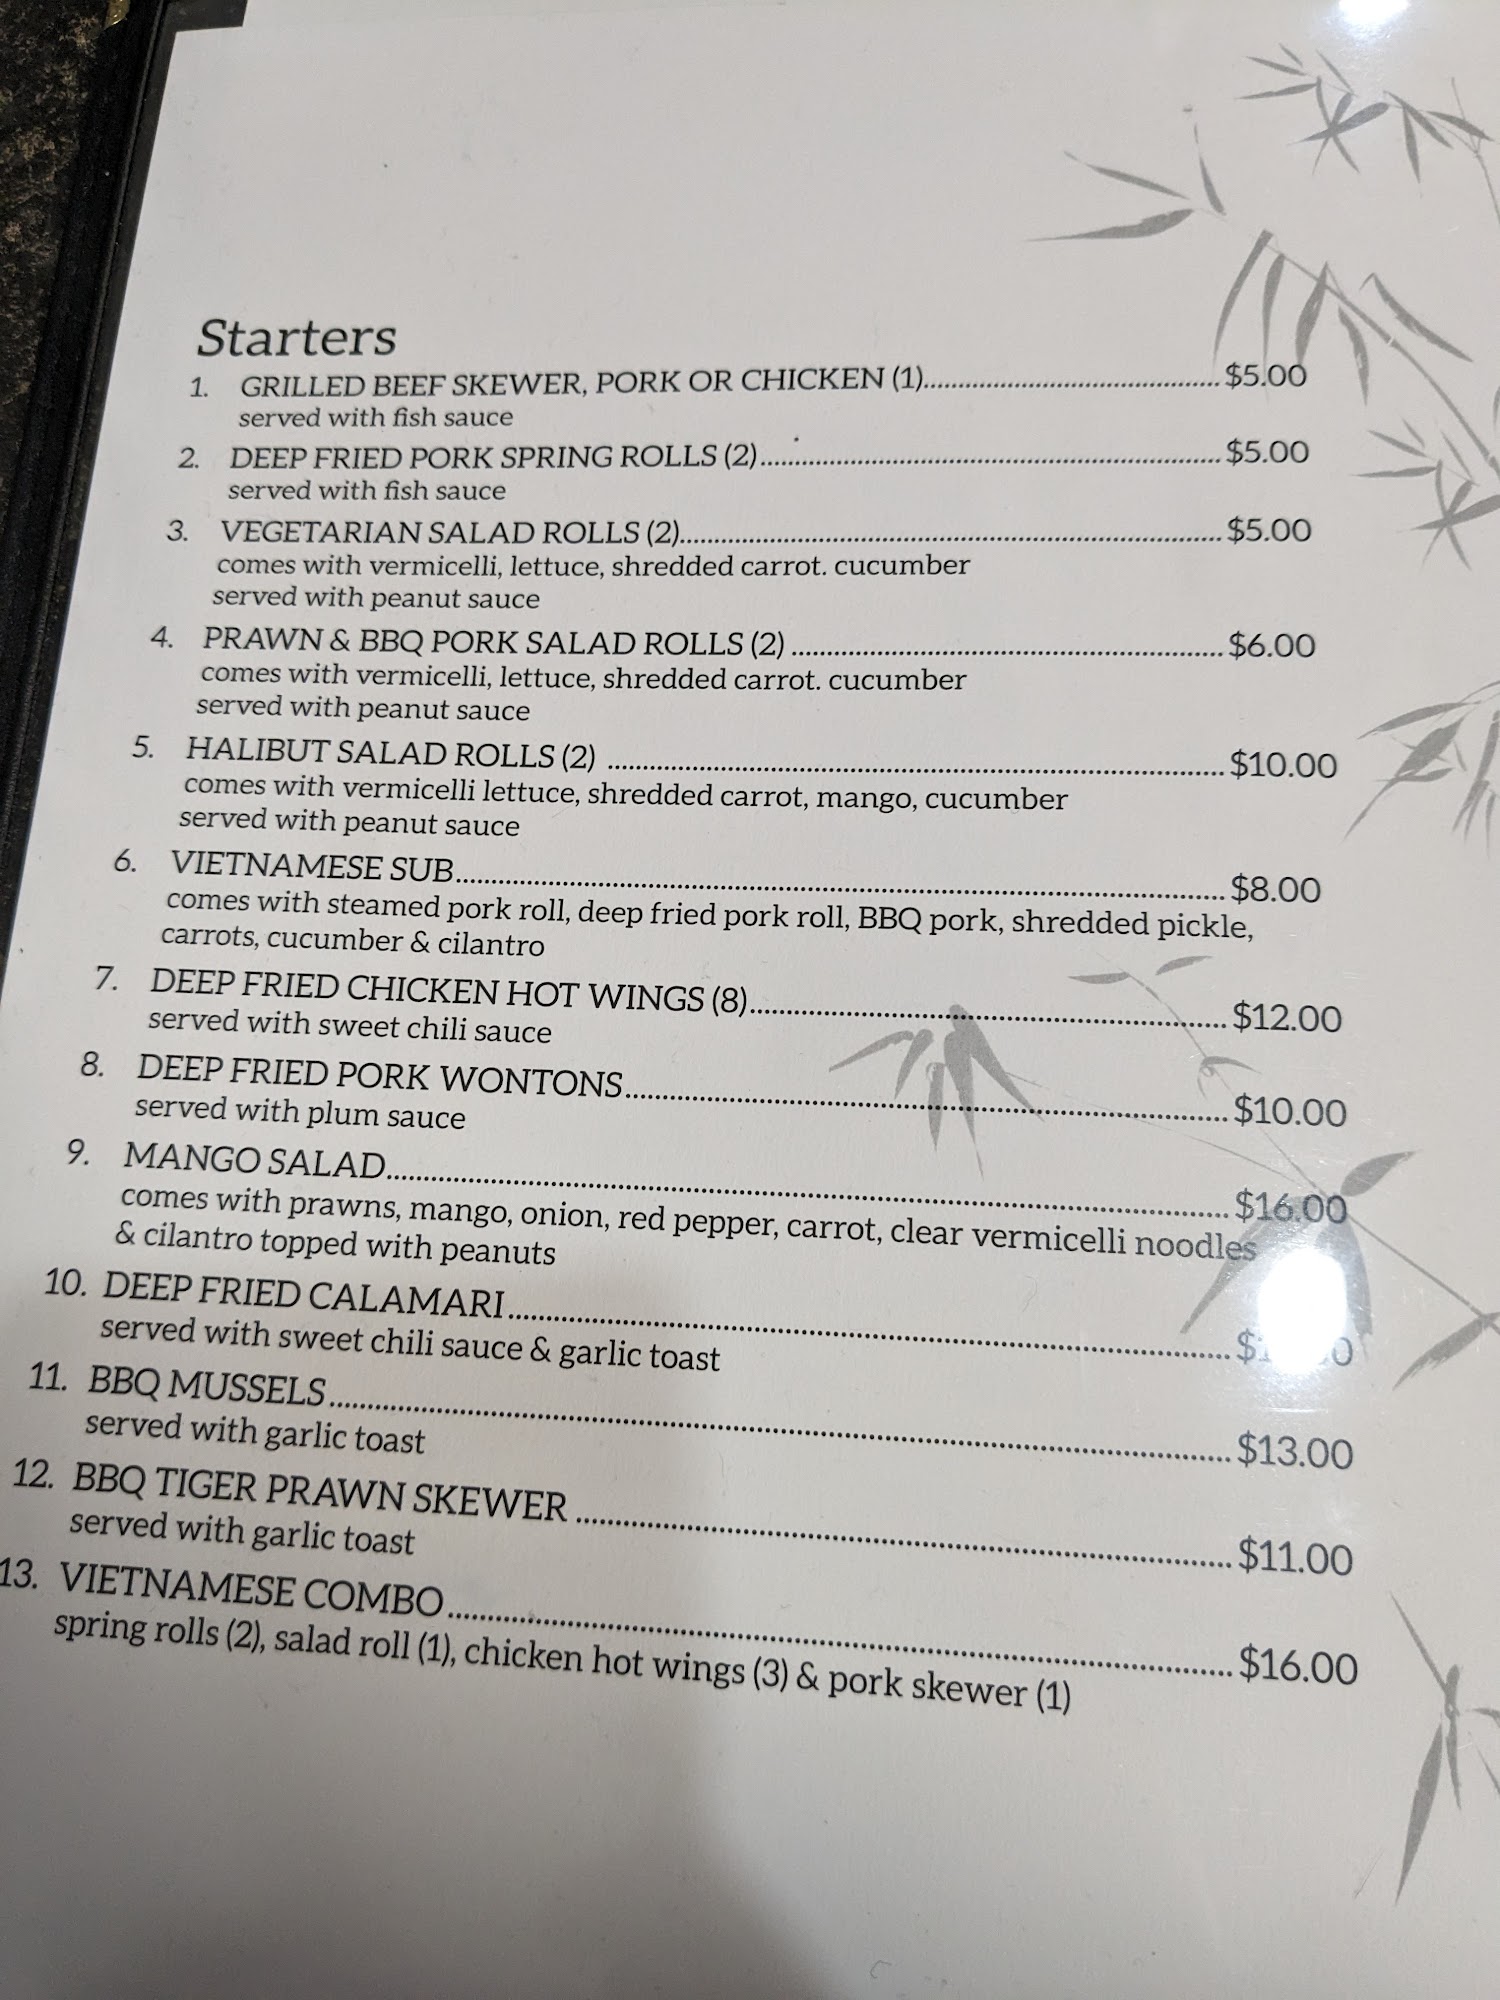 Starters
1. GRILLED BEEF SKEWER, PORK OR CHICKEN (1)........ $5.00
served with fish sauce
2. DEEP FRIED PORK SPRING ROLLS (2)........ $5.00
served with fish sauce
3. VEGETARIAN SALAD ROLLS (2)........ $5.00
comes with vermicelli, lettuce, shredded carrot. cucumber
served with peanut sauce
4. PRAWN & BBQ PORK SALAD ROLLS (2) ........ $6.00
comes with vermicelli, lettuce, shredded carrot. cucumber
served with peanut sauce
5. HALIBUT SALAD ROLLS (2) ........ $10.00
comes with vermicelli lettuce, shredded carrot, mango, cucumber
served with peanut sauce
6. VIETNAMESE SUB........ $8.00
comes with steamed pork roll, deep fried pork roll, BBQ pork, shredded pickle,
carrots, cucumber & cilantro
7. DEEP FRIED CHICKEN HOT WINGS (8)........ $12.00
served with sweet chili sauce
8. DEEP FRIED PORK WONTONS........ $10.00
served with plum sauce
9. MANGO SALAD........ $16.00
comes with prawns, mango, onion, red pepper, carrot, clear vermicelli noodles
& cilantro topped with peanuts
10. DEEP FRIED CALAMARI........
served with sweet chili sauce & garlic toast
11. BBQ MUSSELS........ $13.00
served with garlic toast
12. BBQ TIGER PRAWN SKEWER ........ $11.00
served with garlic toast
13. VIETNAMESE COMBO........ $16.00
spring rolls (2), salad roll (1), chicken hot wings (3) & pork skewer (1)